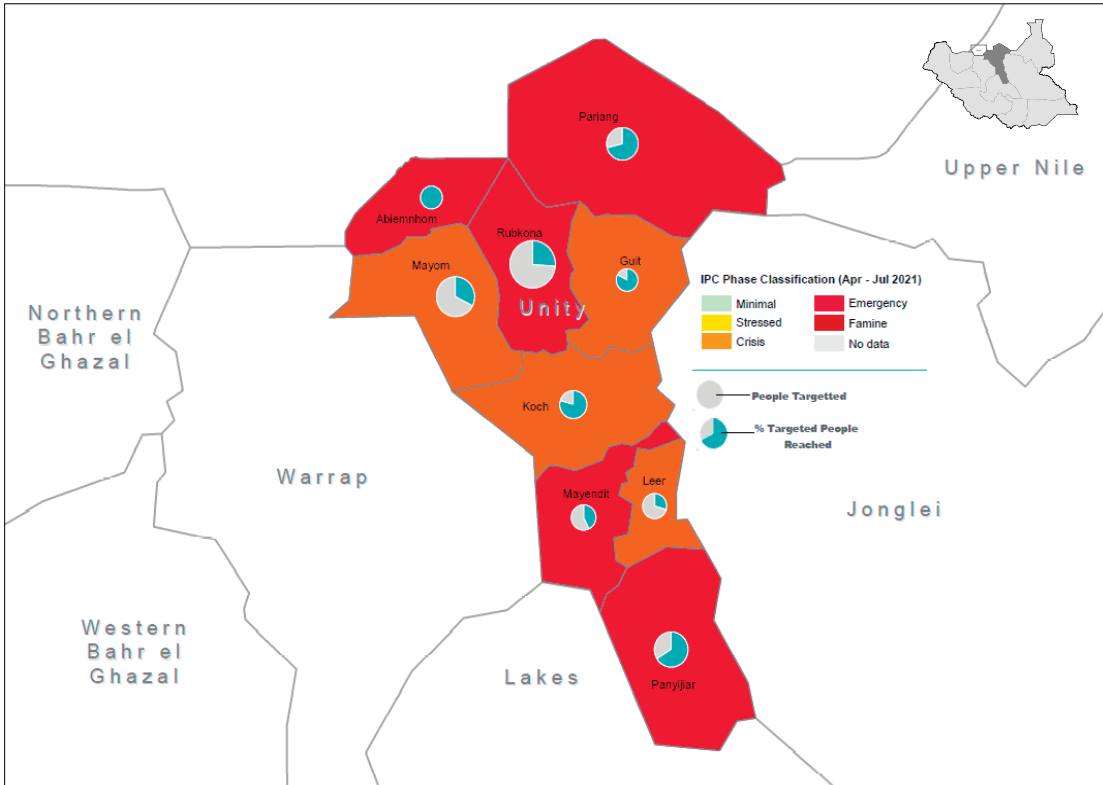 Pariang
Upper Nile
Abiemnhom
Rubkona
Mayom
Guit
Unity
IPC Phase Classification (Apr - Jul 2021)
Minimal
Emergency
Stressed
Famine
Crisis
No data
Northern
Bahr el
Ghazal
People Targetted
Koch
% Targeted People
Reached
Warrap
Leer
Mayendit
Jonglei
Western
Bahr el
Ghazal
Lakes
Panyijiar